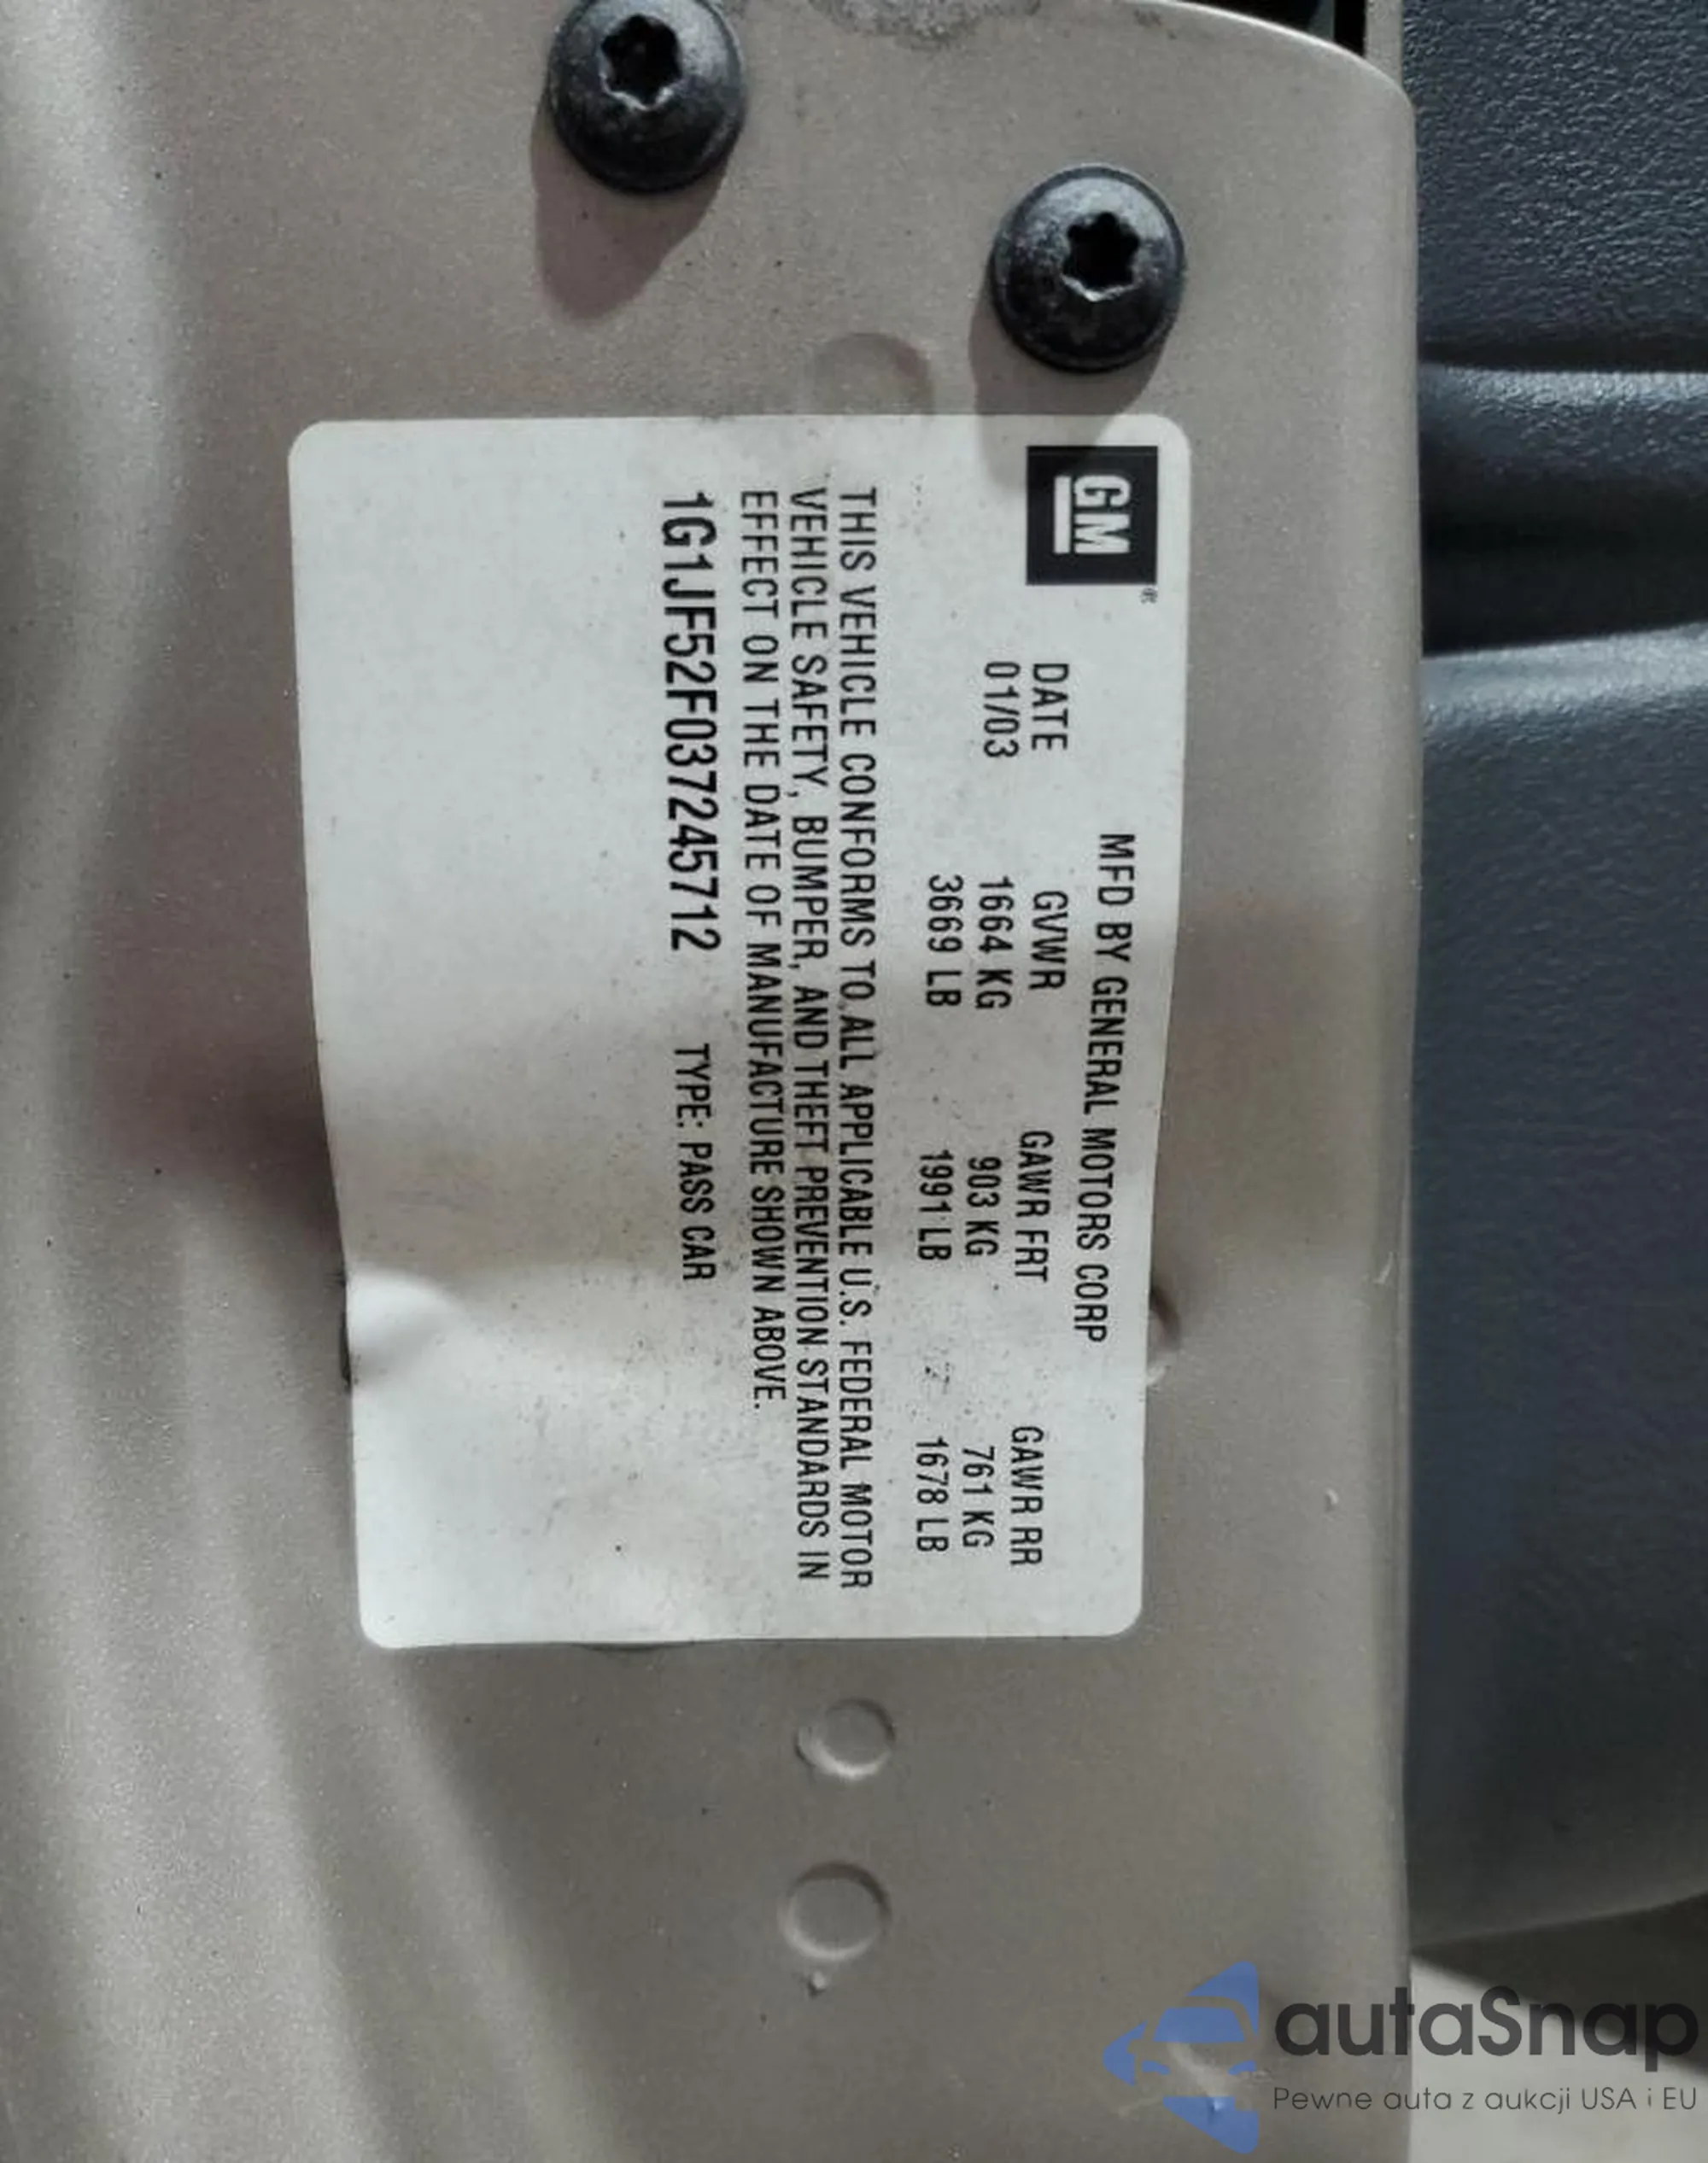 GM
®
MFD BY GENERAL MOTORS CORP
DATE GVWR GAWR FRT GAWR RR
01/03 1664 KG 903 KG 761 KG
3669 LB 1991 LB 1678 LB
THIS VEHICLE CONFORMS TO ALL APPLICABLE U.S. FEDERAL MOTOR
VEHICLE SAFETY, BUMPER, AND THEFT PREVENTION STANDARDS IN
EFFECT ON THE DATE OF MANUFACTURE SHOWN ABOVE.
1G1JF52F037245712 TYPE: PASS CAR
autaSnap
Pewne auta z aukcji USA i EU